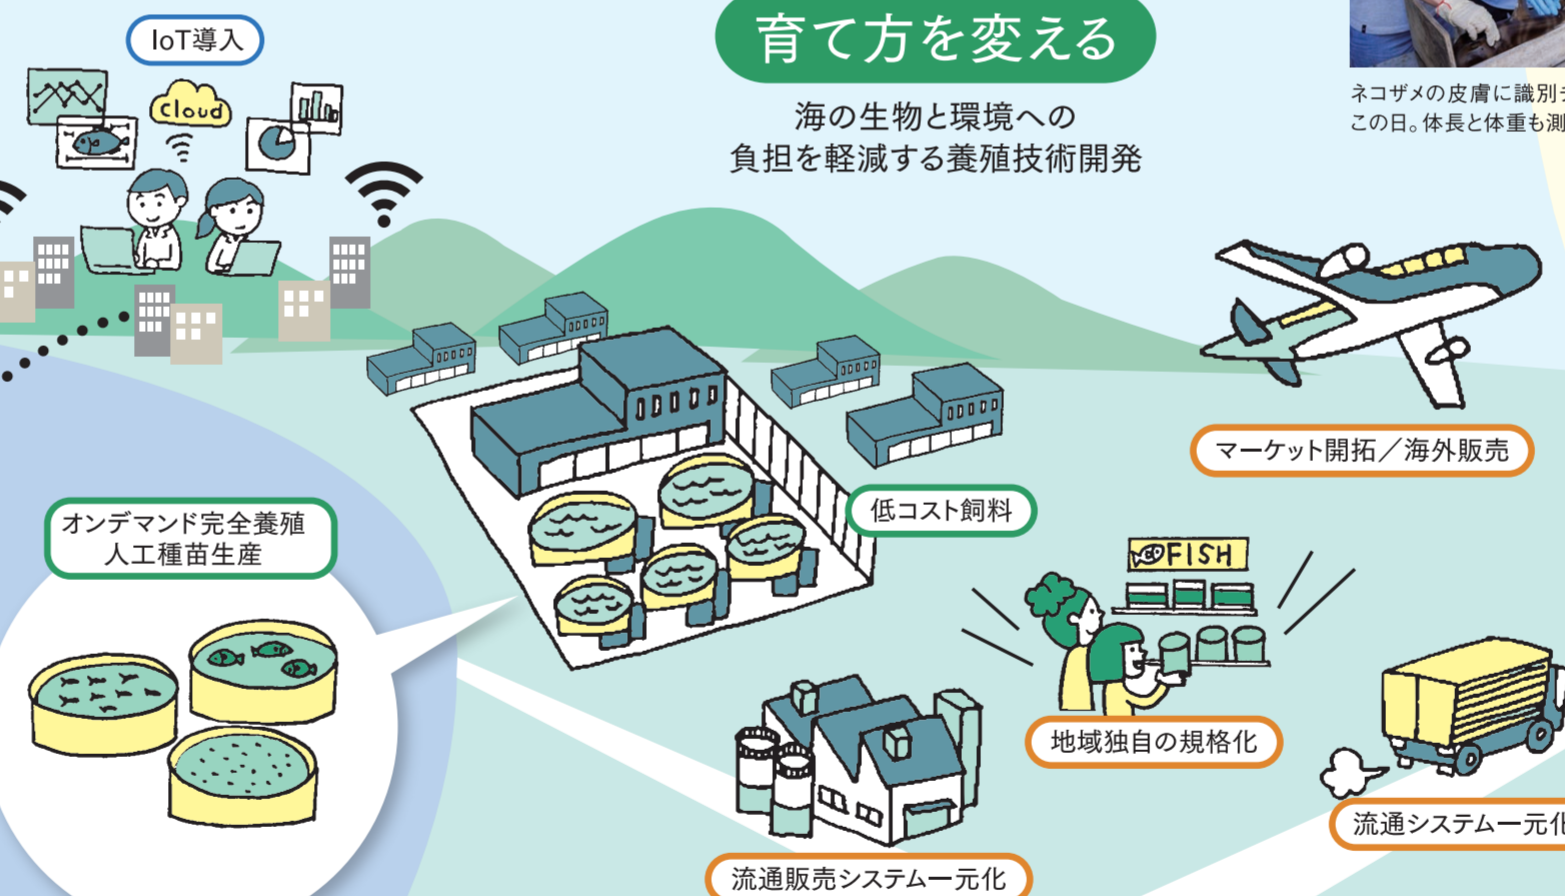 IoT導入
cloud
育て方を変える
海の生物と環境への
負担を軽減する養殖技術開発
ネコザメの皮膚に識別
この日。体長と体重も測
マーケット開拓／海外販売
低コスト飼料
オンデマンド完全養殖
人工種苗生産
FISH
地域独自の規格化
流通システム一元化
流通販売システム一元化